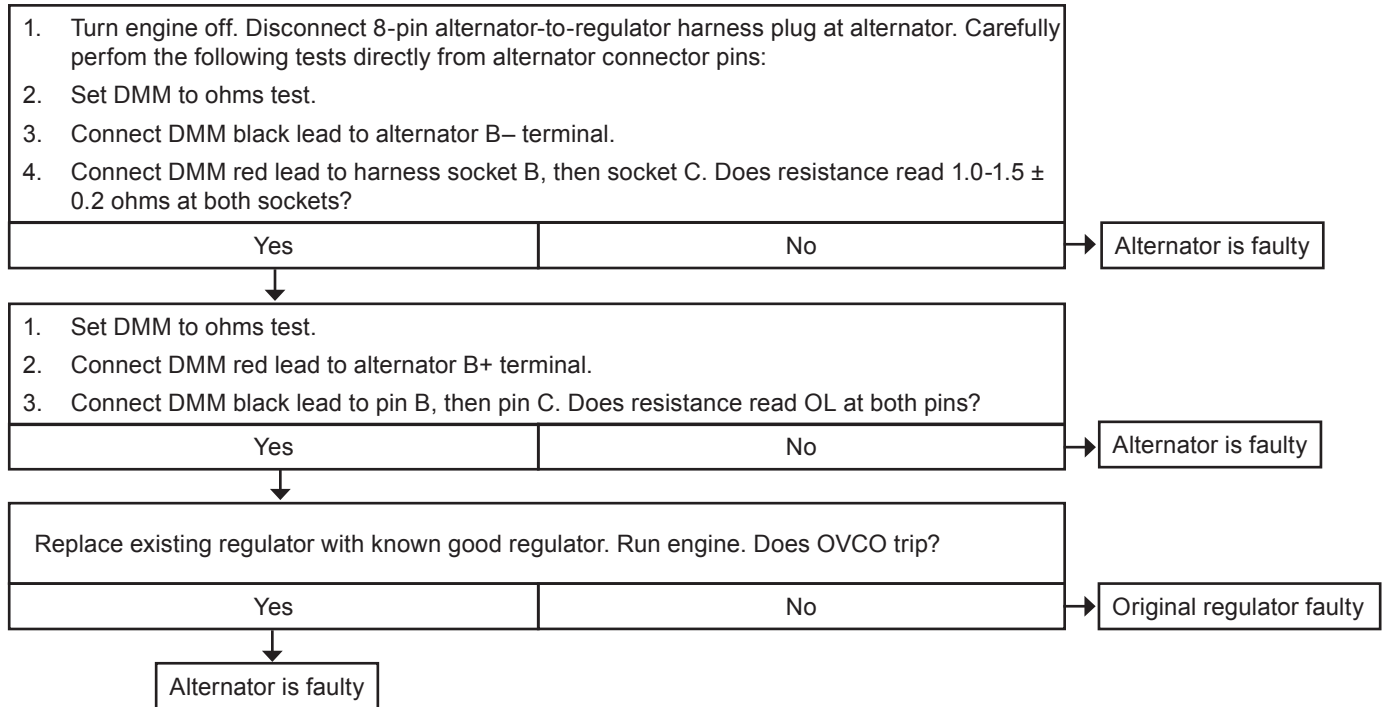 1. Turn engine off. Disconnect 8-pin alternator-to-regulator harness plug at alternator. Carefully
perfom the following tests directly from alternator connector pins:
2. Set DMM to ohms test.
3. Connect DMM black lead to alternator B– terminal.
4. Connect DMM red lead to harness socket B, then socket C. Does resistance read 1.0-1.5 ±
0.2 ohms at both sockets?
Yes
No
Alternator is faulty
1. Set DMM to ohms test.
2. Connect DMM red lead to alternator B+ terminal.
3. Connect DMM black lead to pin B, then pin C. Does resistance read OL at both pins?
Yes
No
Alternator is faulty
Replace existing regulator with known good regulator. Run engine. Does OVCO trip?
Yes
No
Original regulator faulty
Alternator is faulty